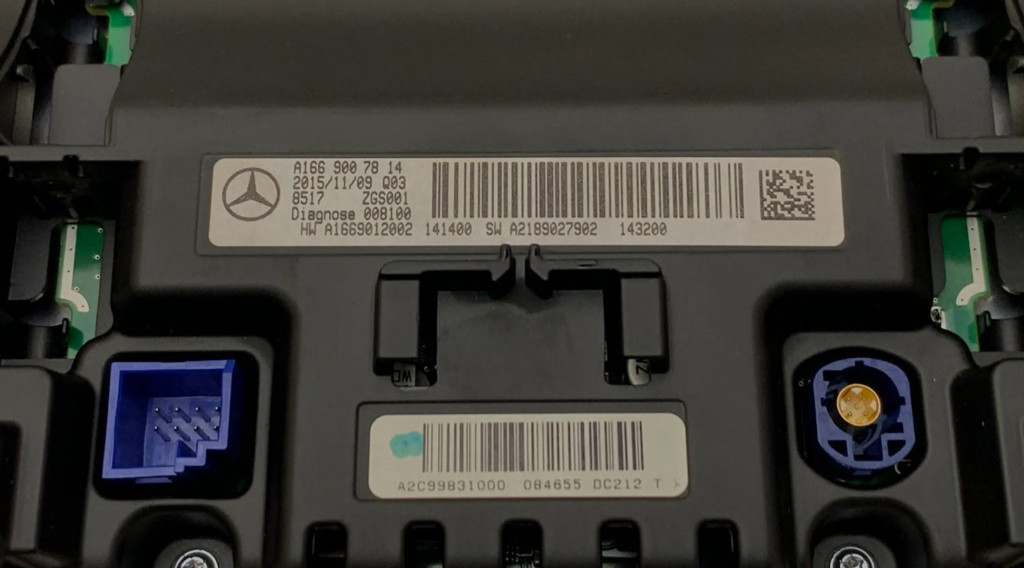 A166 900 78 14
2015/11/09 Q03
8517 ZGS001
Diagnose 008100
HW A1669012002 141400 SW A2189027902 143200
A2C99831000 084655 DC212 T